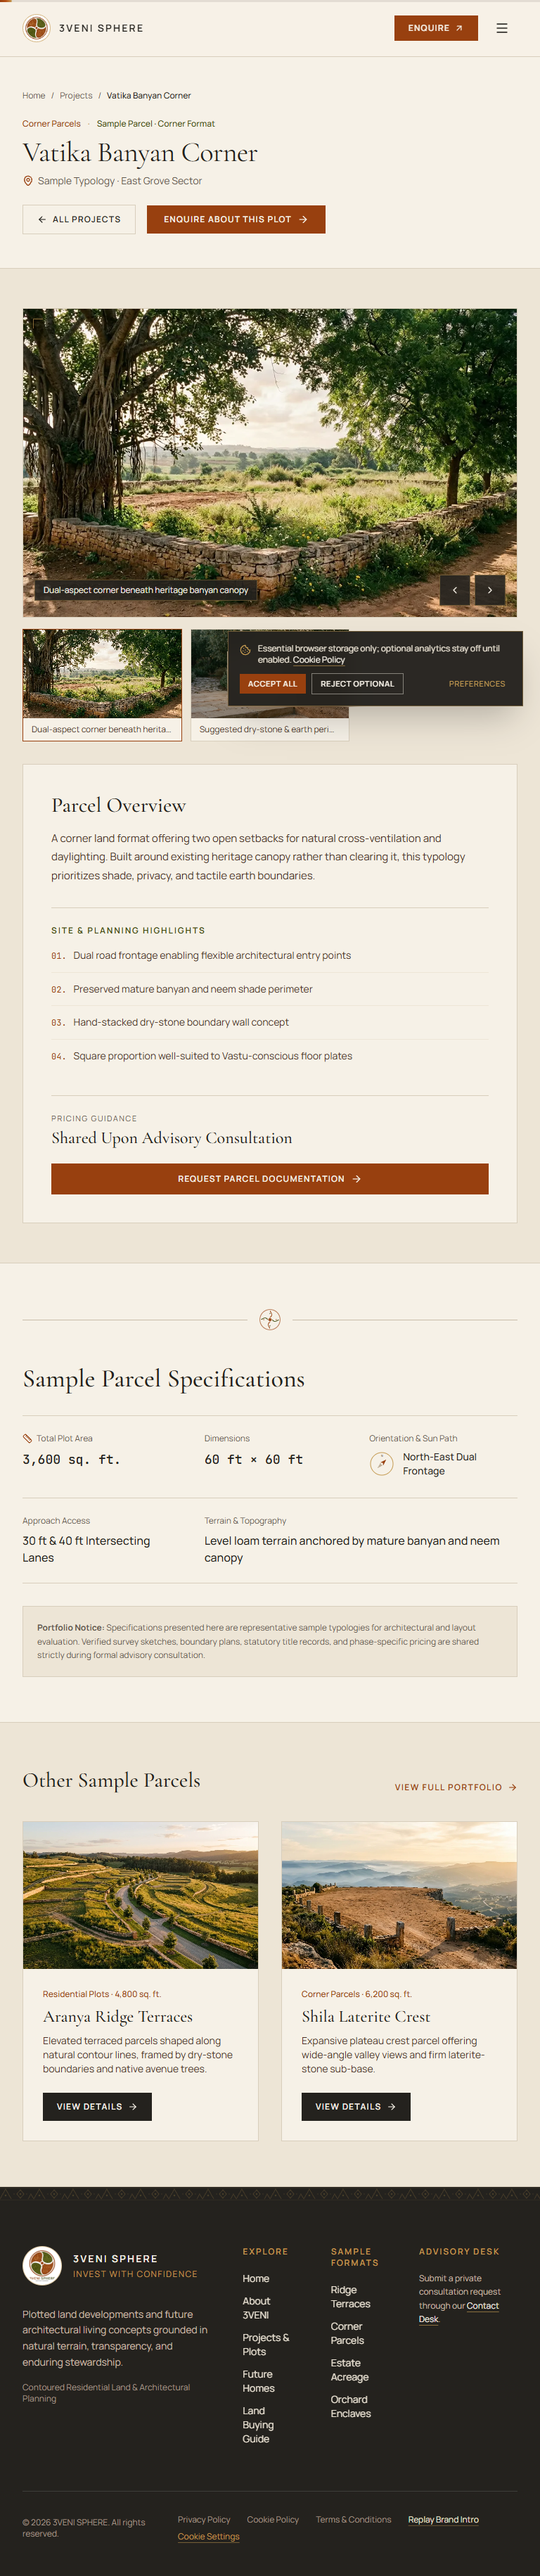 3VENI SPHERE
ENQUIRE
Home / Projects / Vatika Banyan Corner
Corner Parcels · Sample Parcel · Corner Format
Vatika Banyan Corner
Sample Typology · East Grove Sector
ALL PROJECTS
ENQUIRE ABOUT THIS PLOT
Dual-aspect corner beneath heritage banyan canopy
Essential browser storage only; optional analytics stay off until
enabled. Cookie Policy
ACCEPT ALL
REJECT OPTIONAL
PREFERENCES
Dual-aspect corner beneath herita...
Suggested dry-stone & earth peri...
Parcel Overview
A corner land format offering two open setbacks for natural cross-ventilation and
daylighting. Built around existing heritage canopy rather than clearing it, this typology
prioritizes shade, privacy, and tactile earth boundaries.
SITE & PLANNING HIGHLIGHTS
01. Dual road frontage enabling flexible architectural entry points
02. Preserved mature banyan and neem shade perimeter
03. Hand-stacked dry-stone boundary wall concept
04. Square proportion well-suited to Vastu-conscious floor plates
PRICING GUIDANCE
Shared Upon Advisory Consultation
REQUEST PARCEL DOCUMENTATION
Sample Parcel Specifications
Total Plot Area
3,600 sq. ft.
Dimensions
60 ft × 60 ft
Orientation & Sun Path
North-East Dual
Frontage
Approach Access
30 ft & 40 ft Intersecting
Lanes
Terrain & Topography
Level loam terrain anchored by mature banyan and neem
canopy
Portfolio Notice: Specifications presented here are representative sample typologies for architectural and layout
evaluation. Verified survey sketches, boundary plans, statutory title records, and phase-specific pricing are shared
strictly during formal advisory consultation.
Other Sample Parcels
VIEW FULL PORTFOLIO
Residential Plots · 4,800 sq. ft.
Aranya Ridge Terraces
Elevated terraced parcels shaped along
natural contour lines, framed by dry-stone
boundaries and native avenue trees.
VIEW DETAILS
Corner Parcels · 6,200 sq. ft.
Shila Laterite Crest
Expansive plateau crest parcel offering
wide-angle valley views and firm laterite-
stone sub-base.
VIEW DETAILS
3VENI SPHERE
INVEST WITH CONFIDENCE
Plotted land developments and future
architectural living concepts grounded in
natural terrain, transparency, and
enduring stewardship.
Contoured Residential Land & Architectural
Planning
EXPLORE
Home
About
3VENI
Projects &
Plots
Future
Homes
Land
Buying
Guide
SAMPLE
FORMATS
Ridge
Terraces
Corner
Parcels
Estate
Acreage
Orchard
Enclaves
ADVISORY DESK
Submit a private
consultation request
through our Contact
Desk.
© 2026 3VENI SPHERE. All rights
reserved.
Privacy Policy
Cookie Policy
Terms & Conditions
Replay Brand Intro
Cookie Settings